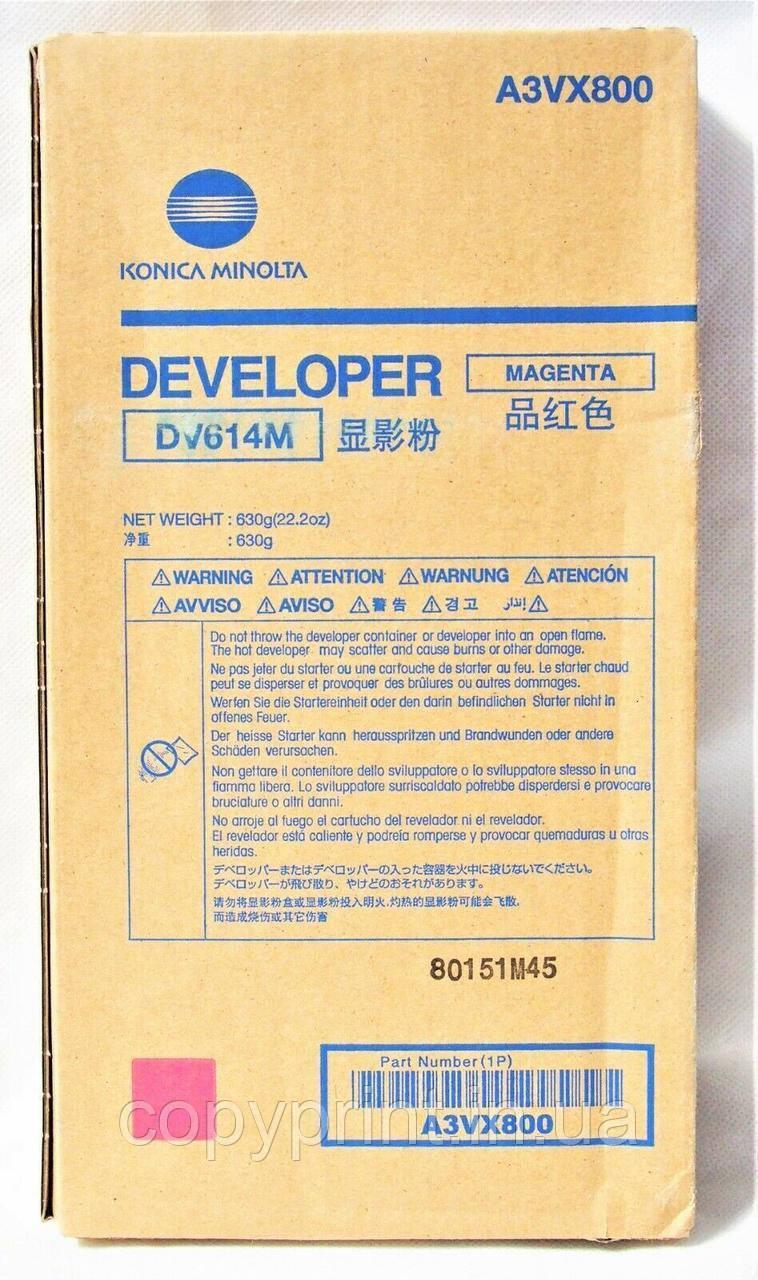 A3VX800
KONICA MINOLTA
DEVELOPER
MAGENTA
DV614M
显影粉
品红色
NET WEIGHT : 630g(22.2oz)
净重 : 630g
⚠WARNING ⚠ATTENTION ⚠WARNUNG ⚠ATENCIÓN
⚠AVVISO ⚠AVISO ⚠警告 ⚠경고 إنذار⚠
Do not throw the developer container or developer into an open flame.
The hot developer may scatter and cause burns or other damage.
Ne pas jeter du starter ou une cartouche de starter au feu. Le starter chaud
peut se disperser et provoquer des brûlures ou autres dommages.
Werfen Sie die Startereinheit oder den darin befindlichen Starter nicht in
offenes Feuer.
Der heisse Starter kann herausspritzen und Brandwunden oder andere
Schäden verursachen.
Non gettare il contenitore dello sviluppatore o lo sviluppatore stesso in una
fiamma libera. Lo sviluppatore surriscaldato potrebbe disperdersi e provocare
bruciature o altri danni.
No arroje al fuego el cartucho del revelador ni el revelador.
El revelador está caliente y podreía romperse y provocar quemaduras u otras
heridas.
デベロッパーまたはデベロッパーの入った容器を火中に投じないでください。
デベロッパーが飛び散り、やけどのおそれがあります。
请勿将显影粉盒或显影粉投入明火,灼热的显影粉可能会飞散,
而造成烧伤或其它伤害
80151M45
Part Number(1P)
A3VX800
copyprint.in.ua